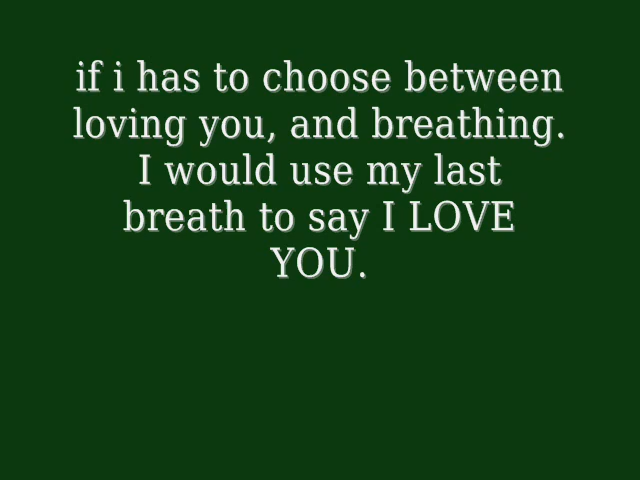 if i has to choose between
loving you, and breathing.
I would use my last
breath to say I LOVE
YOU.